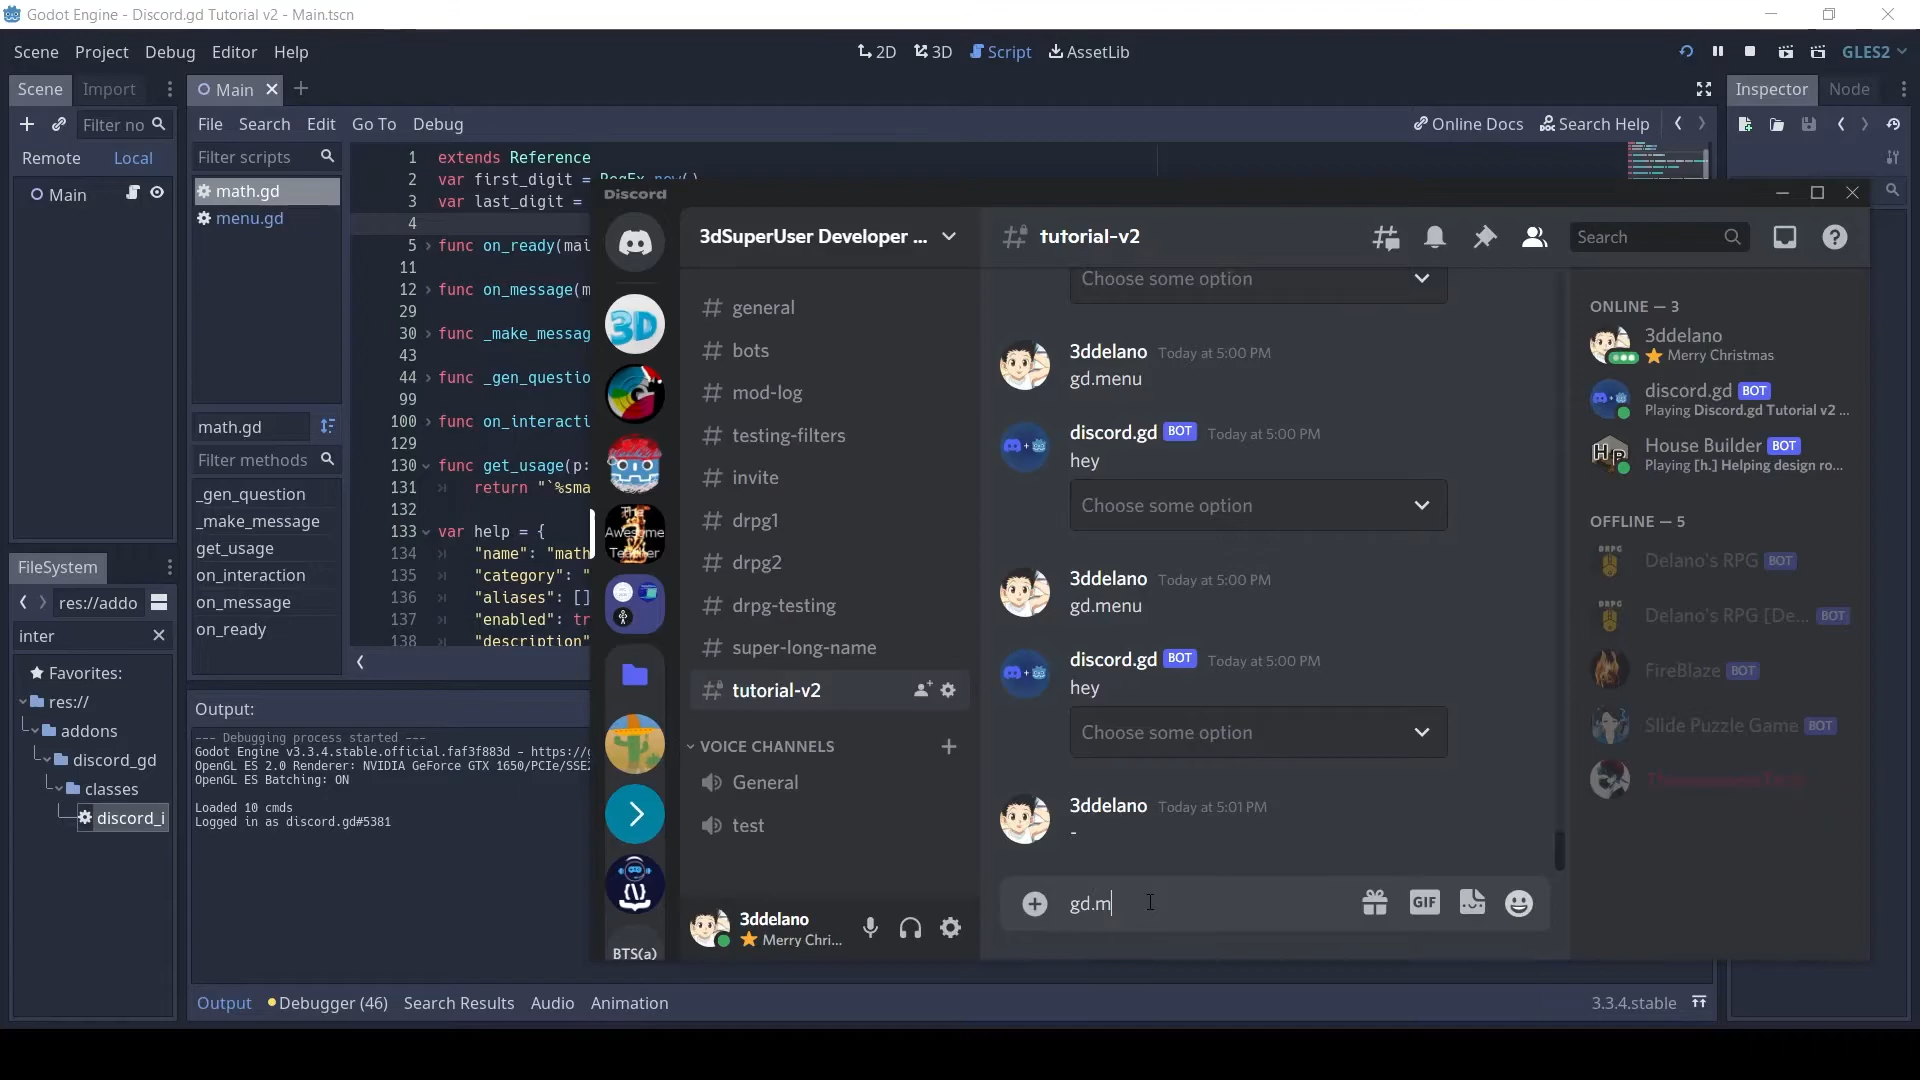 Godot Engine - Discord.gd Tutorial v2 - Main.tscn
Scene Project Debug Editor Help
2D 3D Script AssetLib
GLES2
Scene Import
Main
Inspector Node
Filter no
File Search Edit Go To Debug
Online Docs Search Help
Remote Local
Main
Filter scripts
math.gd
menu.gd
math.gd
Filter methods
_gen_question
_make_message
get_usage
on_interaction
on_message
on_ready
1 extends Reference
2 var first_digit = RegEx.new()
3 var last_digit =
4
5 func on_ready(mai
11
12 func on_message(m
29
30 func _make_messag
43
44 func _gen_questio
99
100 func on_interacti
129
130 func get_usage(p:
131 return "`%sma
132
133 var help = {
134 "name": "math
135 "category": "
136 "aliases": []
137 "enabled": tr
138 "description"
FileSystem
res://addo
inter
Favorites:
res://
addons
discord_gd
classes
discord_i
Output:
--- Debugging process started ---
Godot Engine v3.3.4.stable.official.faf3f883d - https://g
OpenGL ES 2.0 Renderer: NVIDIA GeForce GTX 1650/PCIe/SSE2
OpenGL ES Batching: ON
Loaded 10 cmds
Logged in as discord.gd#5381
Output Debugger (46) Search Results Audio Animation
3.3.4.stable
Discord
3D
The
Awesome
Teacher
BTS(a)
3dSuperUser Developer ...
general
bots
mod-log
testing-filters
invite
drpg1
drpg2
drpg-testing
super-long-name
tutorial-v2
VOICE CHANNELS
General
test
3ddelano
Merry Chri...
tutorial-v2
Search
Choose some option
3ddelano Today at 5:00 PM
gd.menu
discord.gd BOT Today at 5:00 PM
hey
Choose some option
3ddelano Today at 5:00 PM
gd.menu
discord.gd BOT Today at 5:00 PM
hey
Choose some option
3ddelano Today at 5:01 PM
-
gd.m
GIF
ONLINE — 3
3ddelano
Merry Christmas
discord.gd BOT
Playing Discord.gd Tutorial v2 ...
House Builder BOT
Playing [h.] Helping design ro...
OFFLINE — 5
DRPG
Delano's RPG BOT
DRPG
Delano's RPG [De... BOT
FireBlaze BOT
Slide Puzzle Game BOT